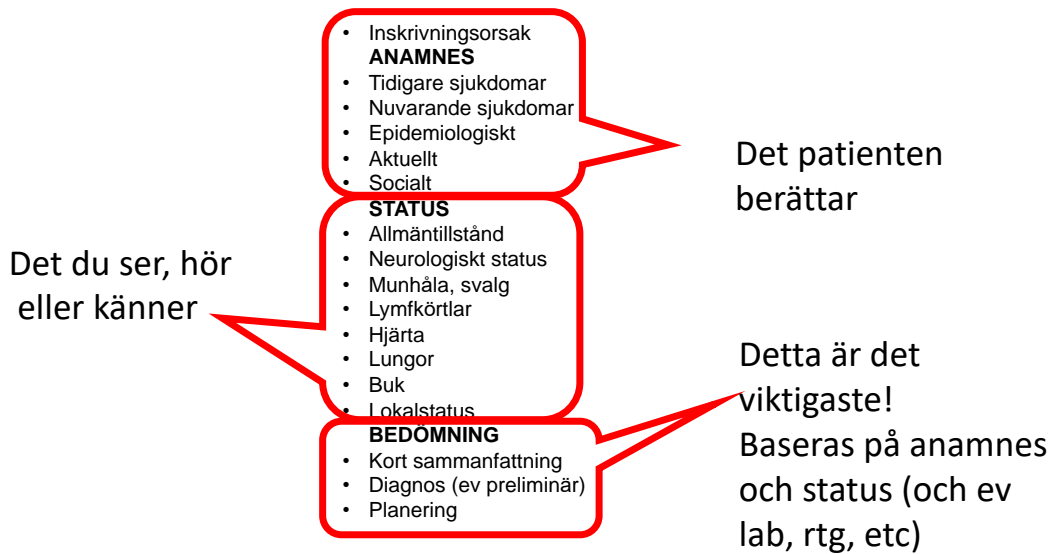 • Inskrivningsorsak
ANAMNES
• Tidigare sjukdomar
• Nuvarande sjukdomar
• Epidemiologiskt
• Aktuellt
• Socialt
Det patienten
berättar
STATUS
• Allmäntillstånd
• Neurologiskt status
• Munhåla, svalg
• Lymfkörtlar
• Hjärta
• Lungor
• Buk
• Lokalstatus
Det du ser, hör
eller känner
BEDÖMNING
• Kort sammanfattning
• Diagnos (ev preliminär)
• Planering
Detta är det
viktigaste!
Baseras på anamnes
och status (och ev
lab, rtg, etc)